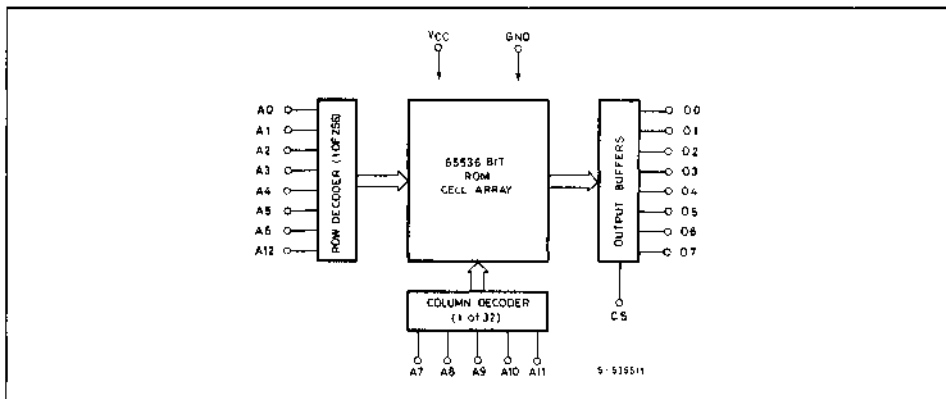 VCC
GND
A0
A1
A2
A3
A4
A5
A6
A12
ROW DECODER (1 OF 256)
65536 BIT
ROM
CELL ARRAY
OUTPUT BUFFERS
O0
O1
O2
O3
O4
O5
O6
O7
COLUMN DECODER
(1 of 32)
CS
A7
A8
A9
A10
A11